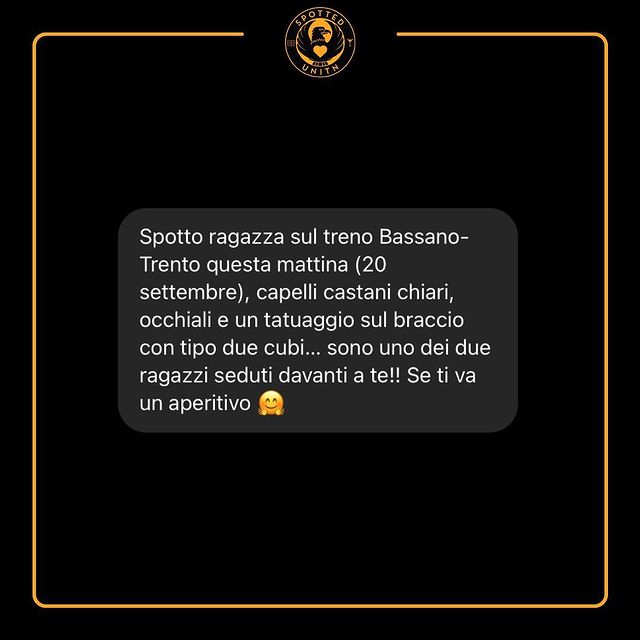 SPOTTED
UNITN
Spotto ragazza sul treno Bassano-
Trento questa mattina (20
settembre), capelli castani chiari,
occhiali e un tatuaggio sul braccio
con tipo due cubi... sono uno dei due
ragazzi seduti davanti a te!! Se ti va
un aperitivo 🤗